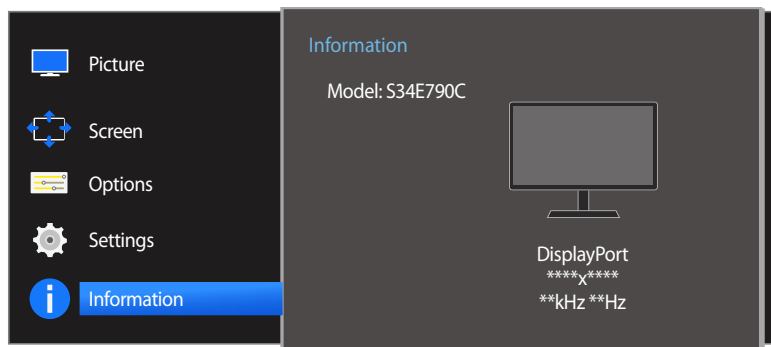 Picture
Screen
Options
Settings
Information
Information
Model: S34E790C
DisplayPort
****x****
**kHz **Hz